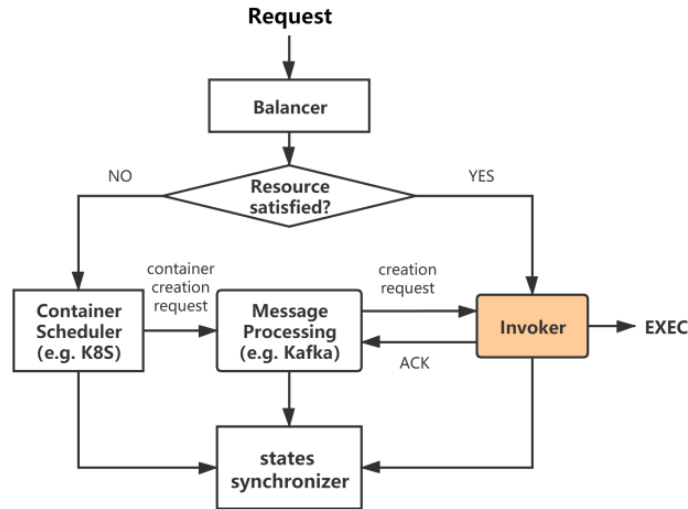 Request
Balancer
NO
Resource
satisfied?
YES
container
creation
request
creation
request
Container
Scheduler
(e.g. K8S)
Message
Processing
(e.g. Kafka)
Invoker
EXEC
ACK
states
synchronizer